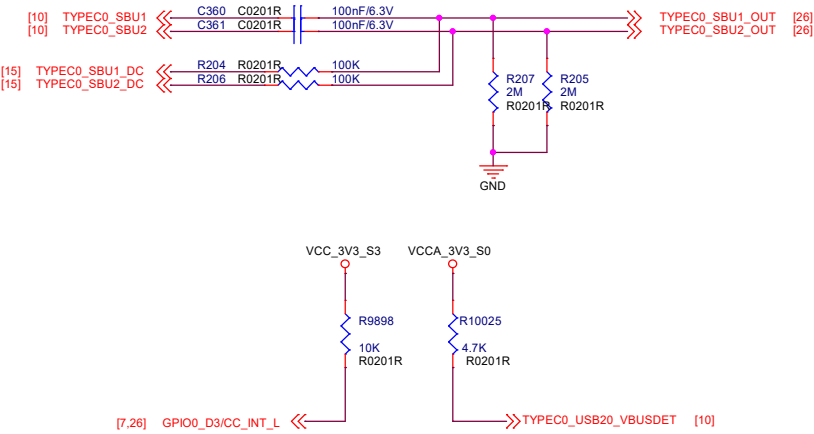 [10] TYPEC0_SBU1 C360 C0201R 100nF/6.3V TYPEC0_SBU1_OUT [26]
[10] TYPEC0_SBU2 C361 C0201R 100nF/6.3V TYPEC0_SBU2_OUT [26]
[15] TYPEC0_SBU1_DC R204 R0201R 100K
[15] TYPEC0_SBU2_DC R206 R0201R 100K
R207 R205
2M 2M
R0201R R0201R
GND
VCC_3V3_S3 VCCA_3V3_S0
R9898 R10025
10K 4.7K
R0201R R0201R
[7,26] GPIO0_D3/CC_INT_L TYPEC0_USB20_VBUSDET [10]